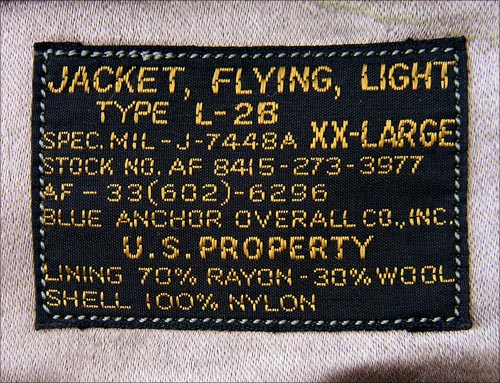 JACKET, FLYING, LIGHT
TYPE L-2B
SPEC. MIL-J-7448A XX-LARGE
STOCK NO. AF 8415-273-3977
AF-33(602)-6296
BLUE ANCHOR OVERALL CO., INC.
U.S. PROPERTY
LINING 70% RAYON-30% WOOL
SHELL 100% NYLON